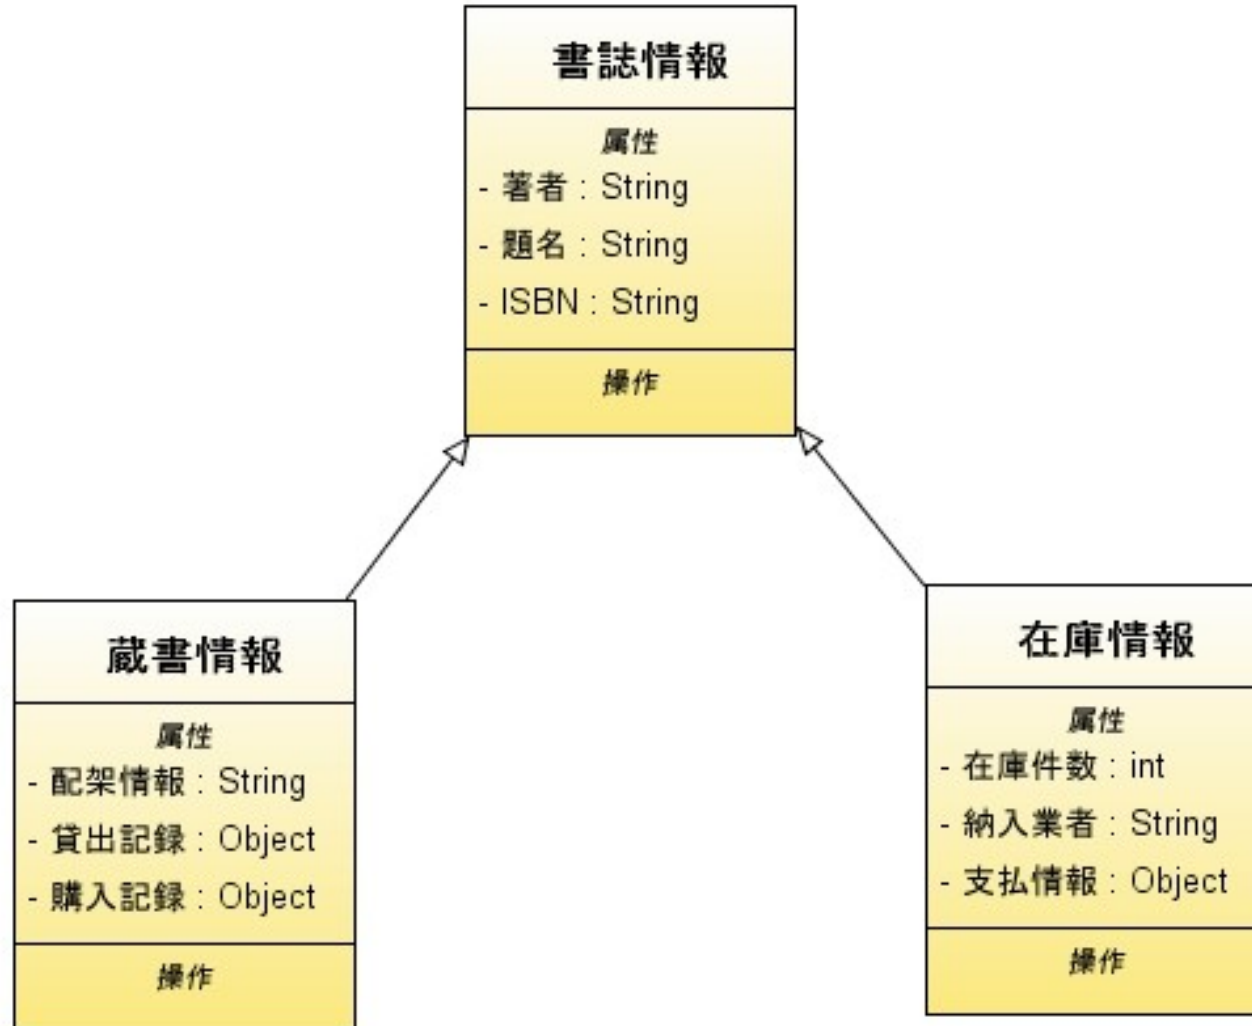 書誌情報
属性
- 著者 : String
- 題名 : String
- ISBN : String
操作
蔵書情報
属性
- 配架情報 : String
- 貸出記録 : Object
- 購入記録 : Object
操作
在庫情報
属性
- 在庫件数 : int
- 納入業者 : String
- 支払情報 : Object
操作